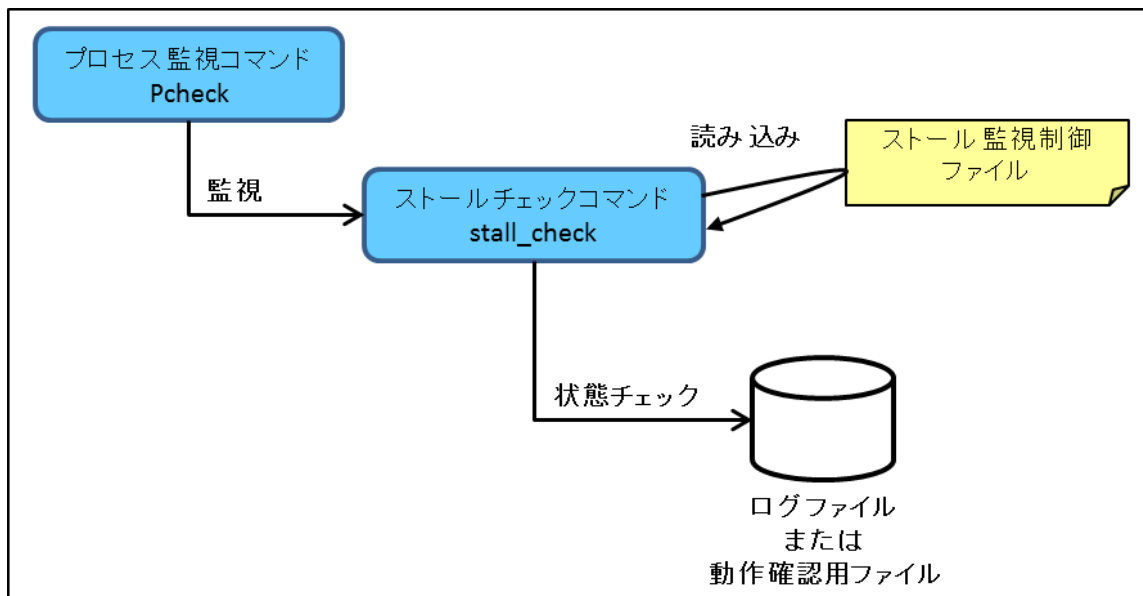 プロセス監視コマンド
Pcheck
監視
ストールチェックコマンド
stall_check
読み込み
ストール監視制御
ファイル
状態チェック
ログファイル
または
動作確認用ファイル